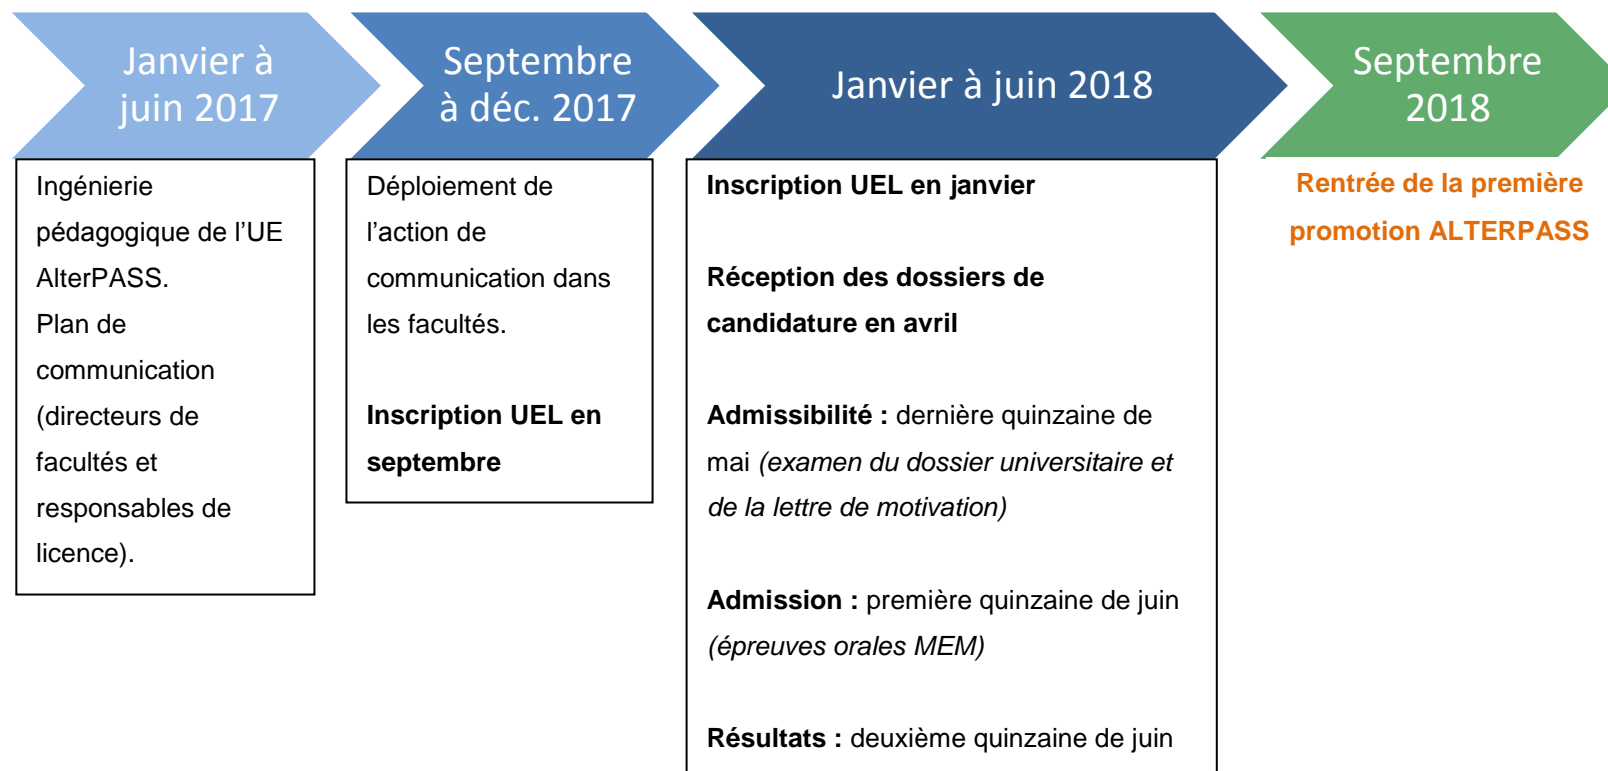 Janvier à
juin 2017
Septembre
à déc. 2017
Janvier à juin 2018
Septembre
2018
Ingénierie
pédagogique de l’UE
AlterPASS.
Plan de
communication
(directeurs de
facultés et
responsables de
licence).
Déploiement de
l’action de
communication dans
les facultés.
Inscription UEL en
septembre
Inscription UEL en janvier
Réception des dossiers de
candidature en avril
Admissibilité : dernière quinzaine de
mai (examen du dossier universitaire et
de la lettre de motivation)
Admission : première quinzaine de juin
(épreuves orales MEM)
Résultats : deuxième quinzaine de juin
Rentrée de la première
promotion ALTERPASS